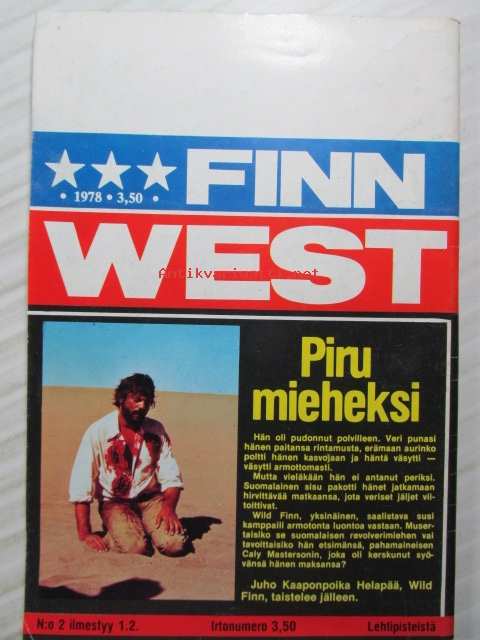 ★★★ FINN
• 1978 • 3,50 •
WEST
Antikvariaatti.net
Piru
mieheksi
Hän oli pudonnut polvilleen. Veri punasi
hänen paitansa rintamusta, erämaan aurinko
poltti hänen kasvojaan ja häntä väsytti —
väsytti armottomasti.
Mutta vieläkään hän ei antanut periksi.
Suomalainen sisu pakotti hänet jatkamaan
hirvittävää matkaansa, jota veriset jäljet vii-
toittivat.
Wild Finn, yksinäinen, saalistava susi
kamppaili armotonta luontoa vastaan. Muser-
taisiko se suomalaisen revolverimiehen vai
tavoittaisiko hän etsimänsä, pahamaineisen
Caly Mastersonin, joka oli kerskunut syö-
vänsä hänen maksansa?
Juho Kaaponpoika Helapää, Wild
Finn, taistelee jälleen.
N:o 2 ilmestyy 1.2. Irtonumero 3,50 Lehtipisteistä